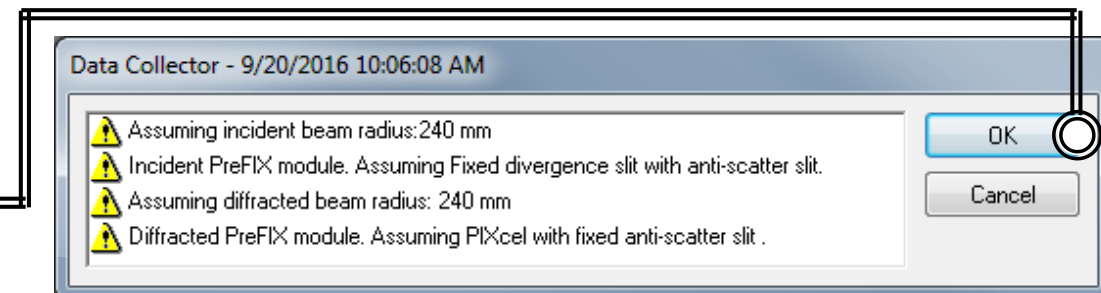 Data Collector - 9/20/2016 10:06:08 AM
Assuming incident beam radius:240 mm
Incident PreFIX module. Assuming Fixed divergence slit with anti-scatter slit.
Assuming diffracted beam radius: 240 mm
Diffracted PreFIX module. Assuming PIXcel with fixed anti-scatter slit .
OK
Cancel